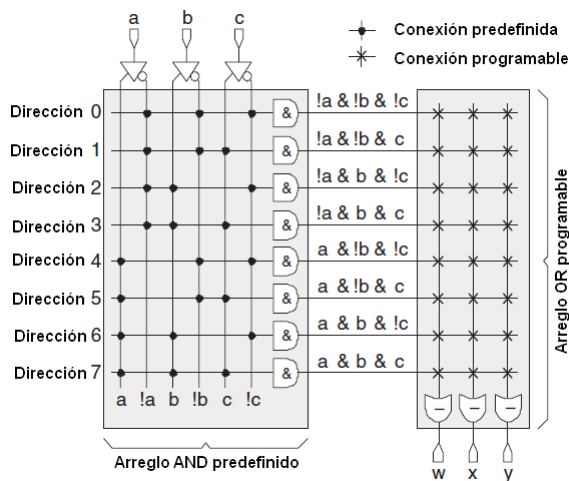 a b c
Conexión predefinida
Conexión programable
Dirección 0 & !a & !b & !c
Dirección 1 & !a & !b & c
Dirección 2 & !a & b & !c
Dirección 3 & !a & b & c
Dirección 4 & a & !b & !c
Dirección 5 & a & !b & c
Dirección 6 & a & b & !c
Dirección 7 & a & b & c
a !a b !b c !c
Arreglo AND predefinido
w x y
Arreglo OR programable